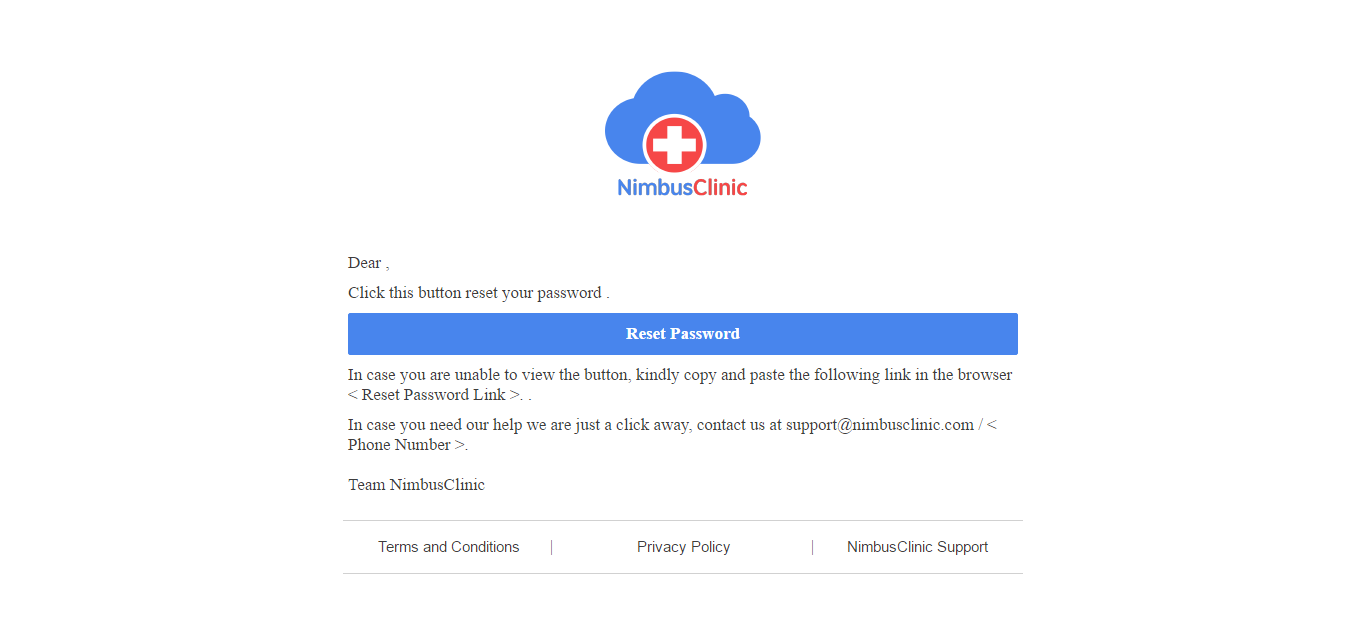 NimbusClinic
Dear ,
Click this button reset your password .
Reset Password
In case you are unable to view the button, kindly copy and paste the following link in the browser
< Reset Password Link >. .
In case you need our help we are just a click away, contact us at support@nimbusclinic.com / <
Phone Number >.
Team NimbusClinic
Terms and Conditions | Privacy Policy | NimbusClinic Support